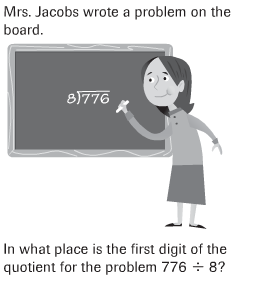 Mrs. Jacobs wrote a problem on the
board.
8)776
In what place is the first digit of the
quotient for the problem 776 ÷ 8?